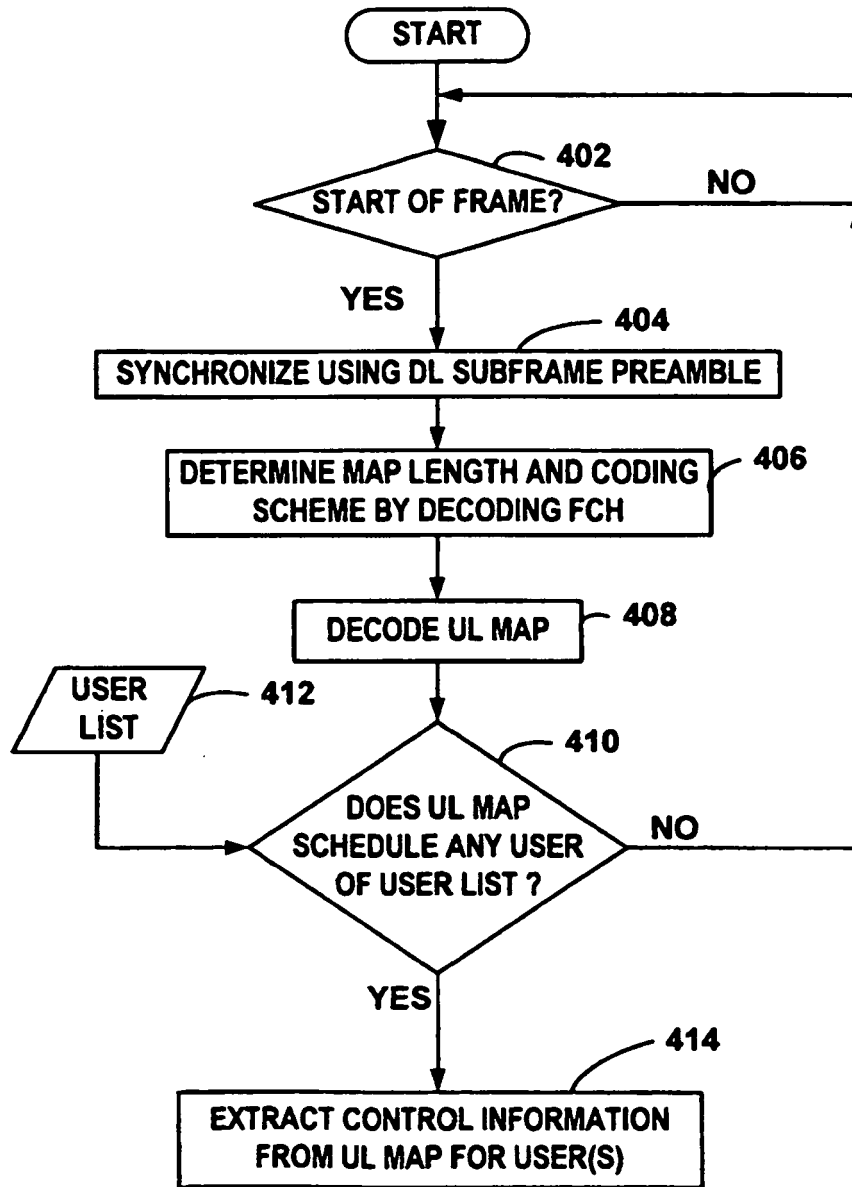 START
402
START OF FRAME?
NO
YES
404
SYNCHRONIZE USING DL SUBFRAME PREAMBLE
406
DETERMINE MAP LENGTH AND CODING
SCHEME BY DECODING FCH
408
DECODE UL MAP
USER
LIST
412
410
DOES UL MAP
SCHEDULE ANY USER
OF USER LIST ?
NO
YES
414
EXTRACT CONTROL INFORMATION
FROM UL MAP FOR USER(S)